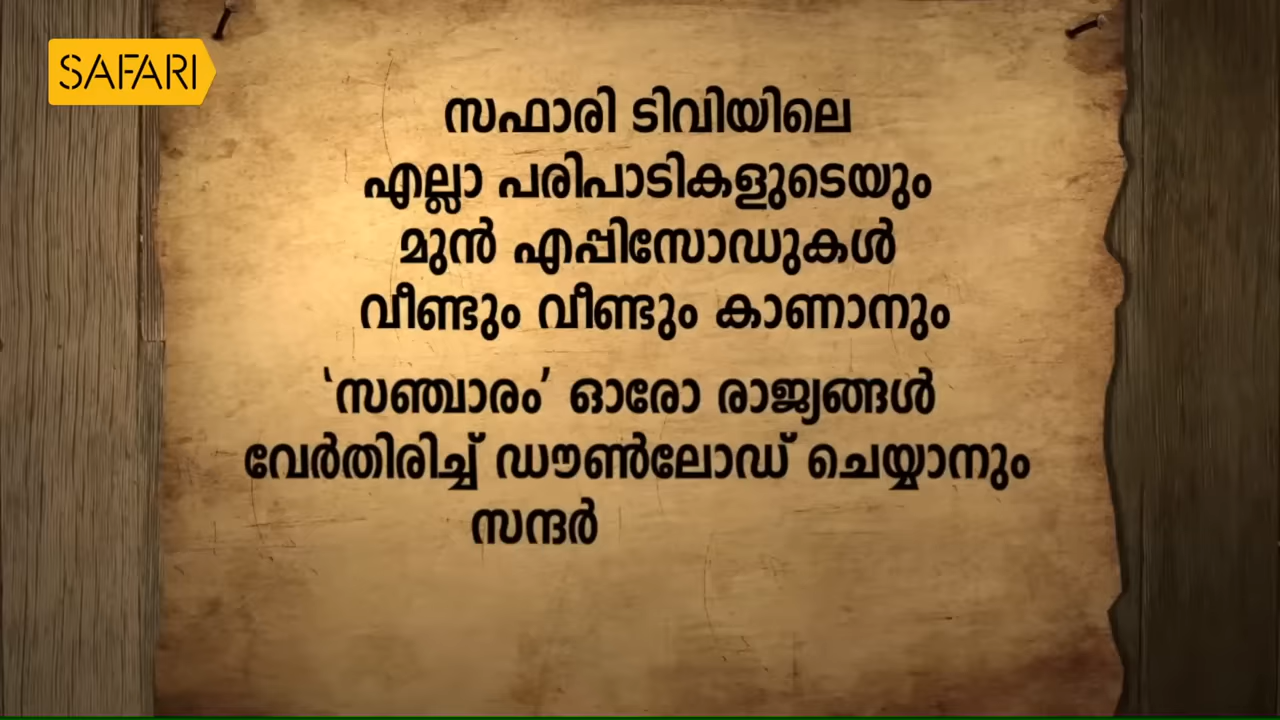 SAFARI
സഫാരി ടിവിയിലെ
എല്ലാ പരിപാടികളുടെയും
മുൻ എപ്പിസോഡുകൾ
വീണ്ടും വീണ്ടും കാണാനും
‘സഞ്ചാരം’ ഓരോ രാജ്യങ്ങൾ
വേർതിരിച്ച് ഡൗൺലോഡ് ചെയ്യാനും
സന്ദർ